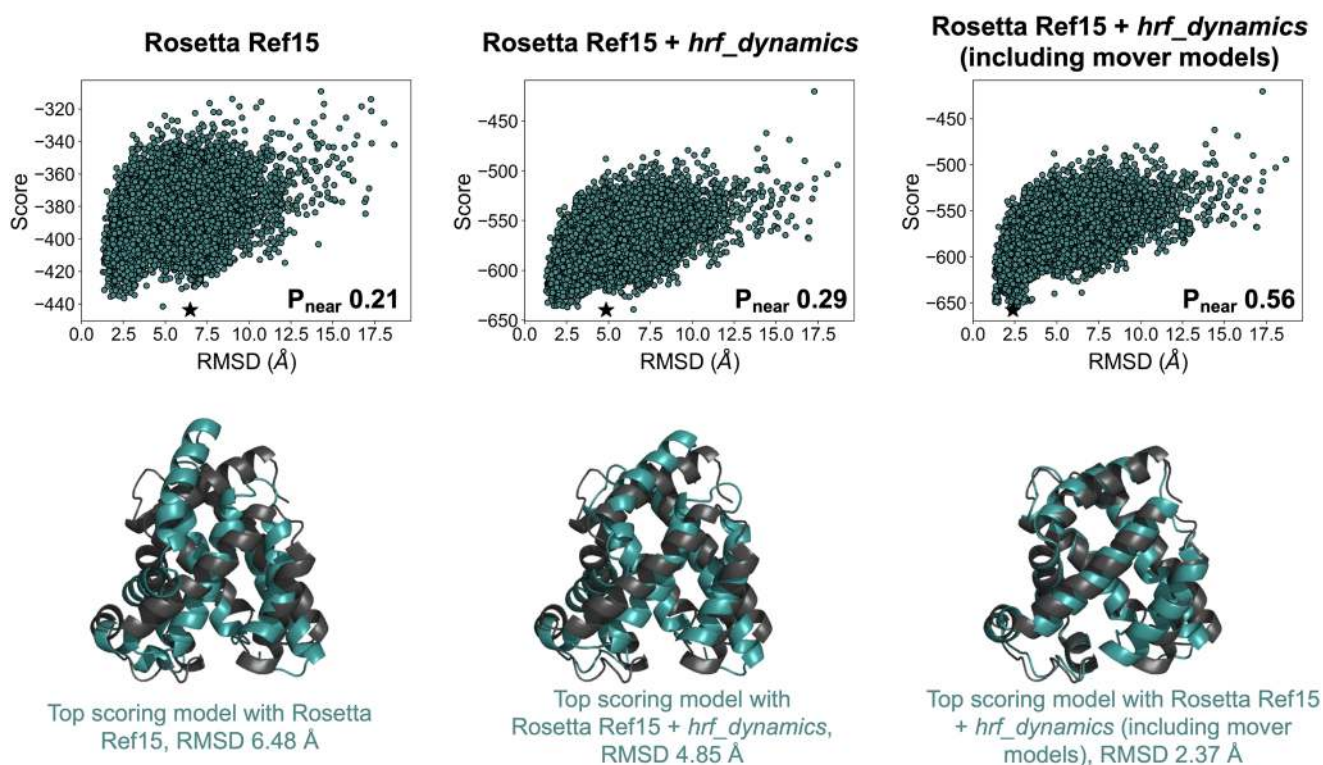 Rosetta Ref15
−320
−340
−360
−380
−400
−420
−440
Score
0.0 2.5 5.0 7.5 10.0 12.5 15.0 17.5
RMSD (Å)
P near 0.21
Rosetta Ref15 + hrf_dynamics
−450
−500
−550
−600
−650
Score
0.0 2.5 5.0 7.5 10.0 12.5 15.0 17.5
RMSD (Å)
P near 0.29
Rosetta Ref15 + hrf_dynamics
(including mover models)
−450
−500
−550
−600
−650
Score
0.0 2.5 5.0 7.5 10.0 12.5 15.0 17.5
RMSD (Å)
P near 0.56
Top scoring model with Rosetta
Ref15, RMSD 6.48 Å
Top scoring model with
Rosetta Ref15 + hrf_dynamics,
RMSD 4.85 Å
Top scoring model with Rosetta Ref15
+ hrf_dynamics (including mover
models), RMSD 2.37 Å